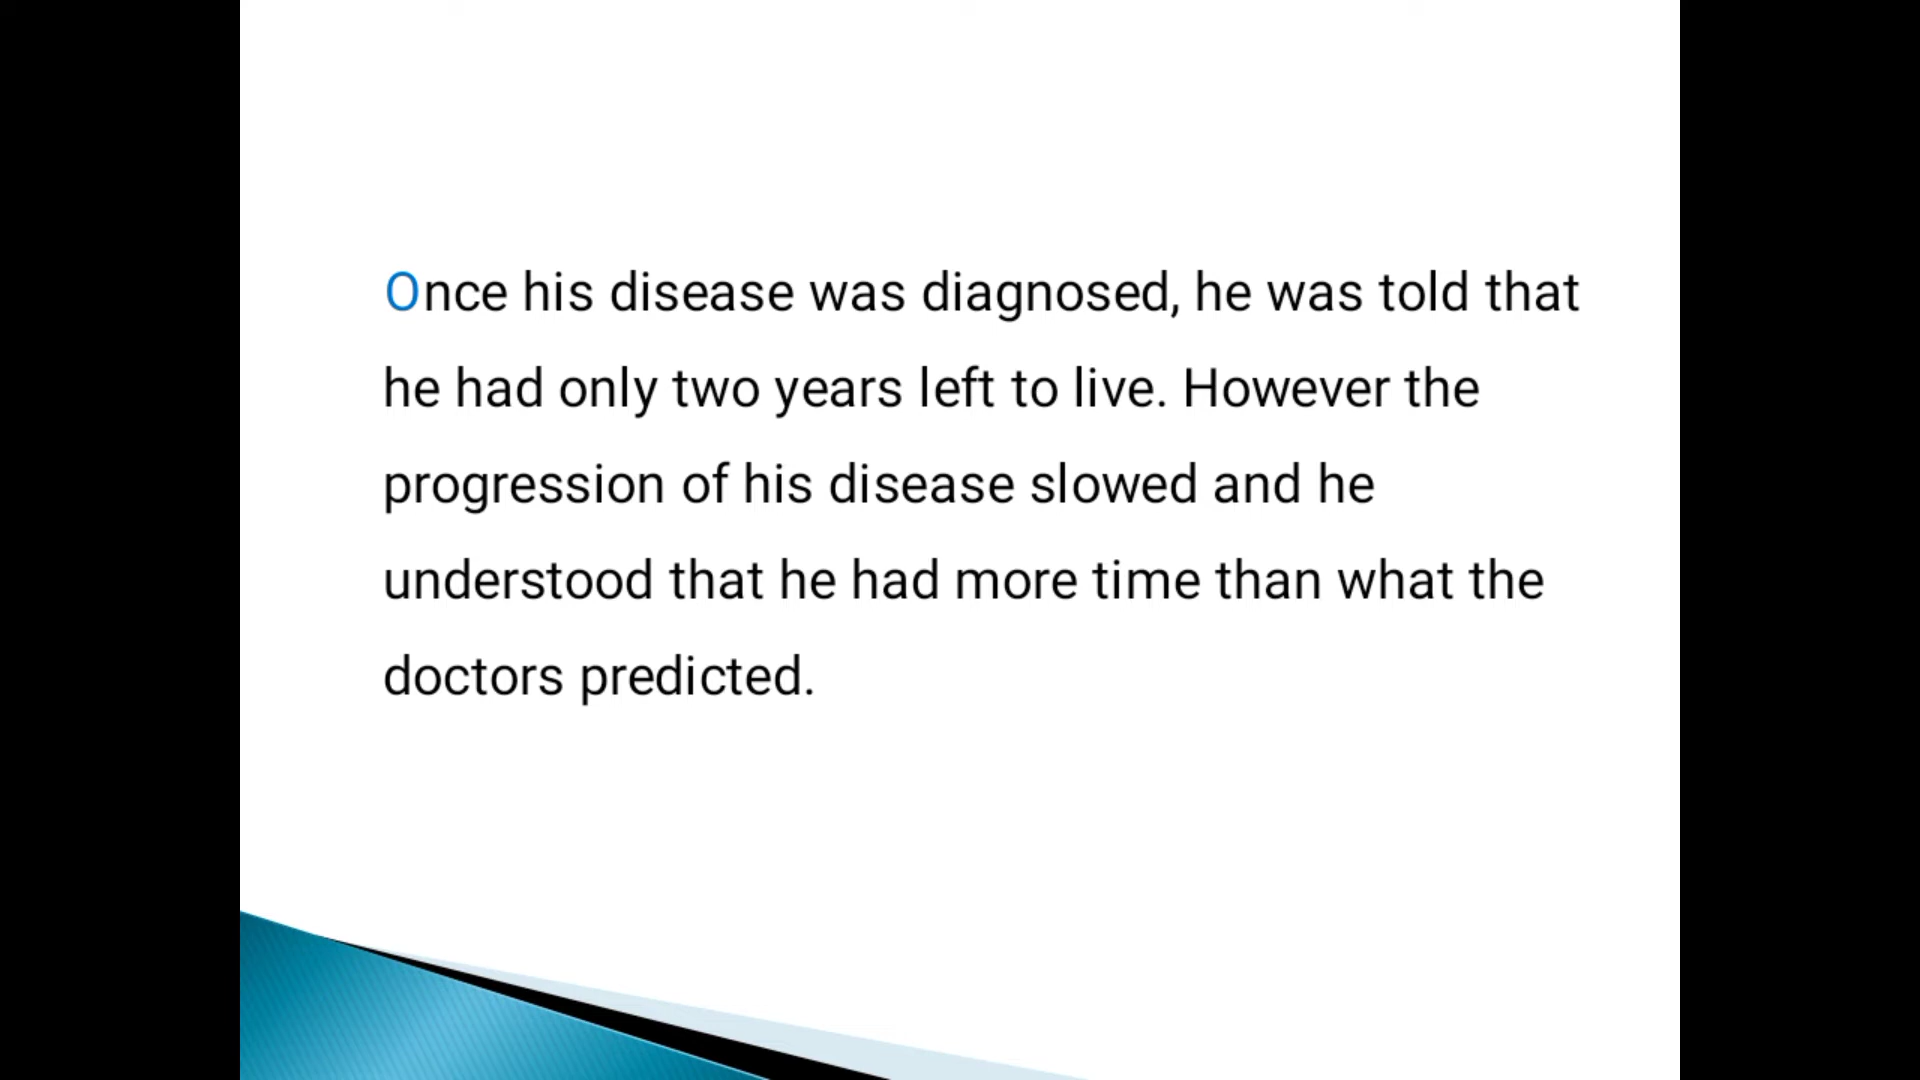 Once his disease was diagnosed, he was told that
he had only two years left to live. However the
progression of his disease slowed and he
understood that he had more time than what the
doctors predicted.